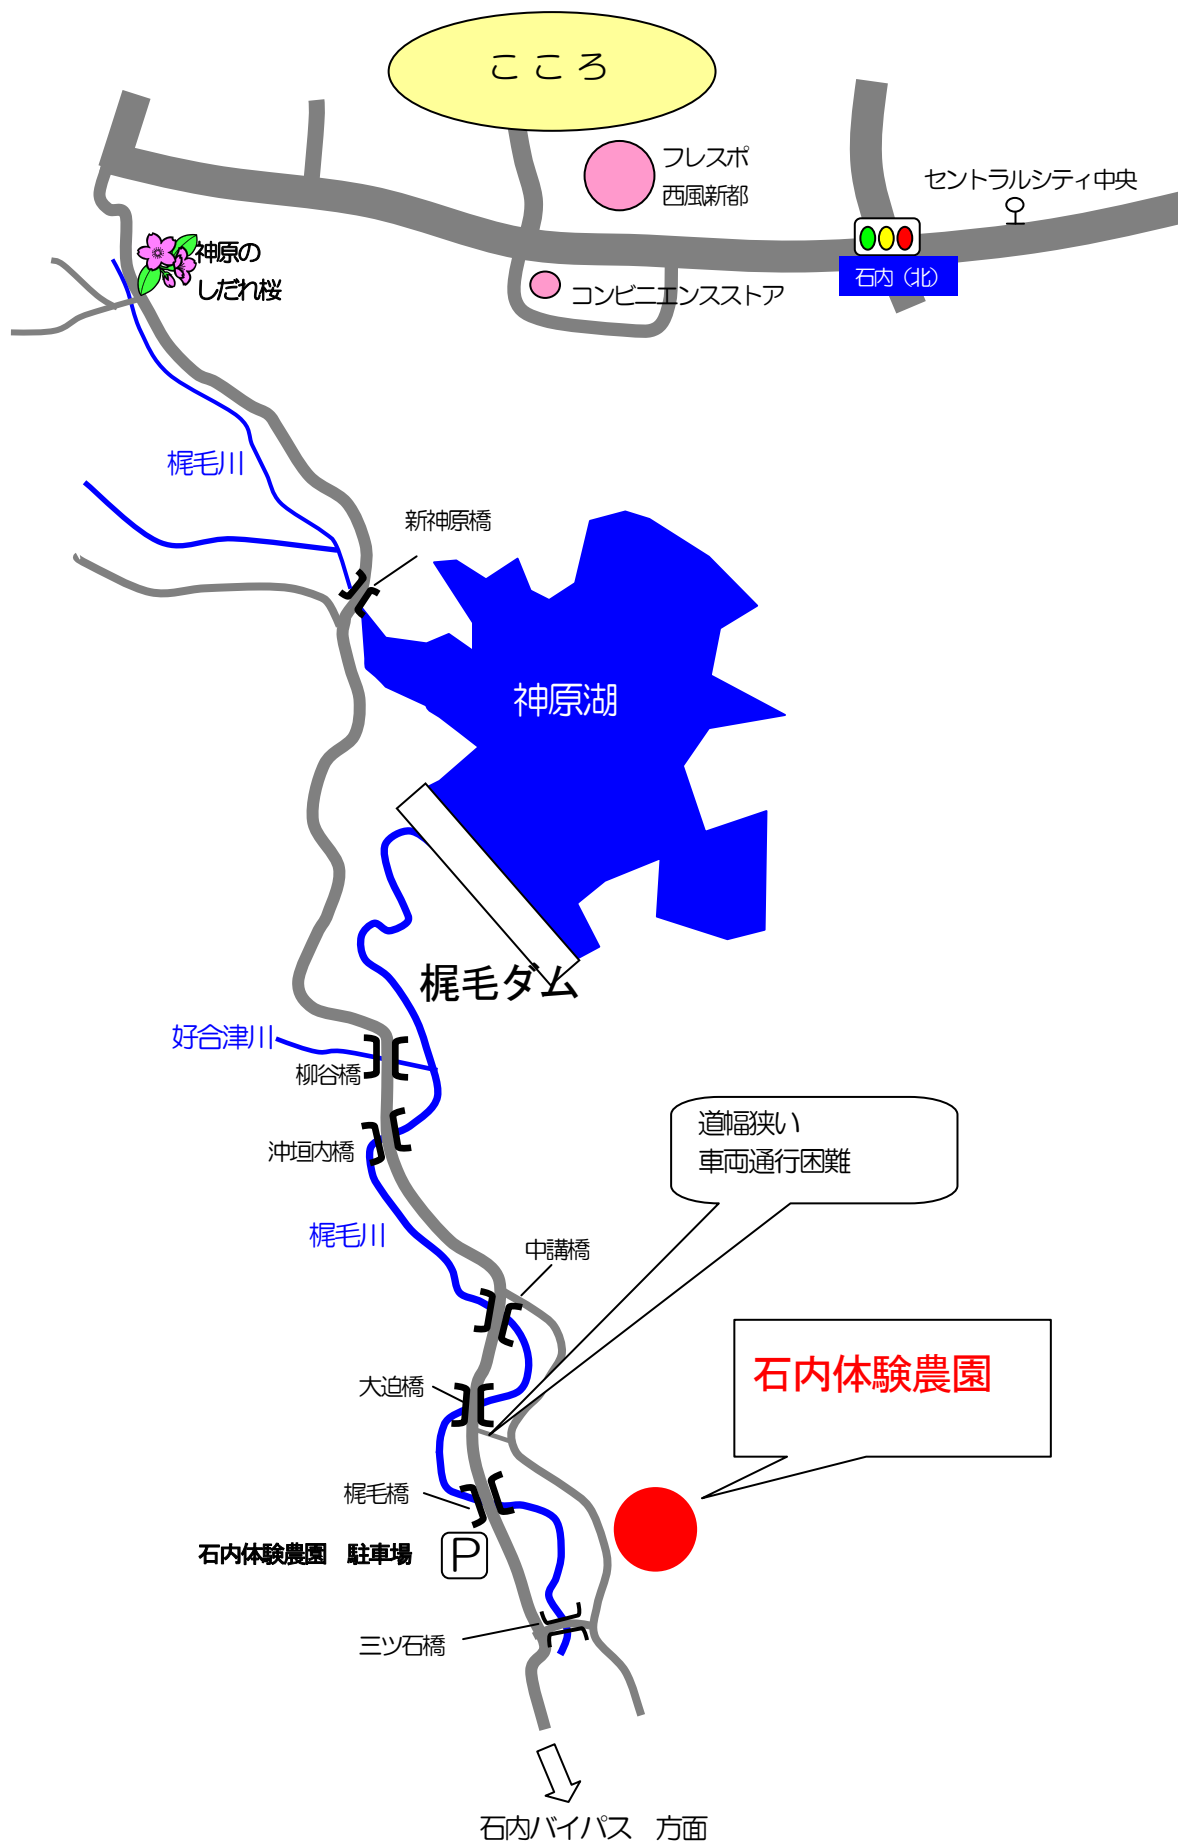 こころ
フレスポ
西風新都
セントラルシティ中央
神原の
しだれ桜
コンビニエンスストア
石内（北）
梶毛川
新神原橋
神原湖
梶毛ダム
好合津川
柳谷橋
道幅狭い
車両通行困難
沖垣内橋
梶毛川
中講橋
石内体験農園
大迫橋
梶毛橋
石内体験農園　駐車場
P
三ツ石橋
石内バイパス　方面